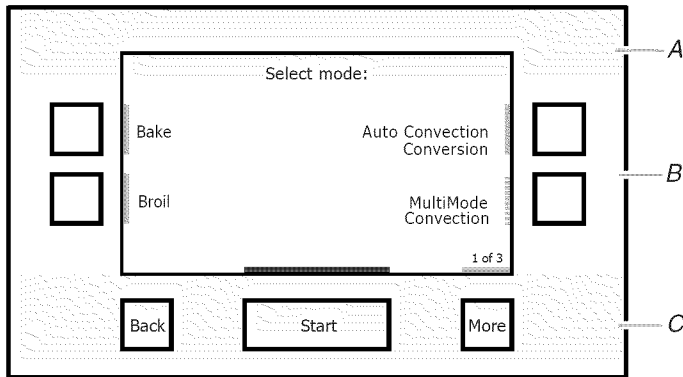 Select mode:
Bake
Auto Convection
Conversion
Broil
MultiMode
Convection
1 of 3
Back
Start
More
A
B
C